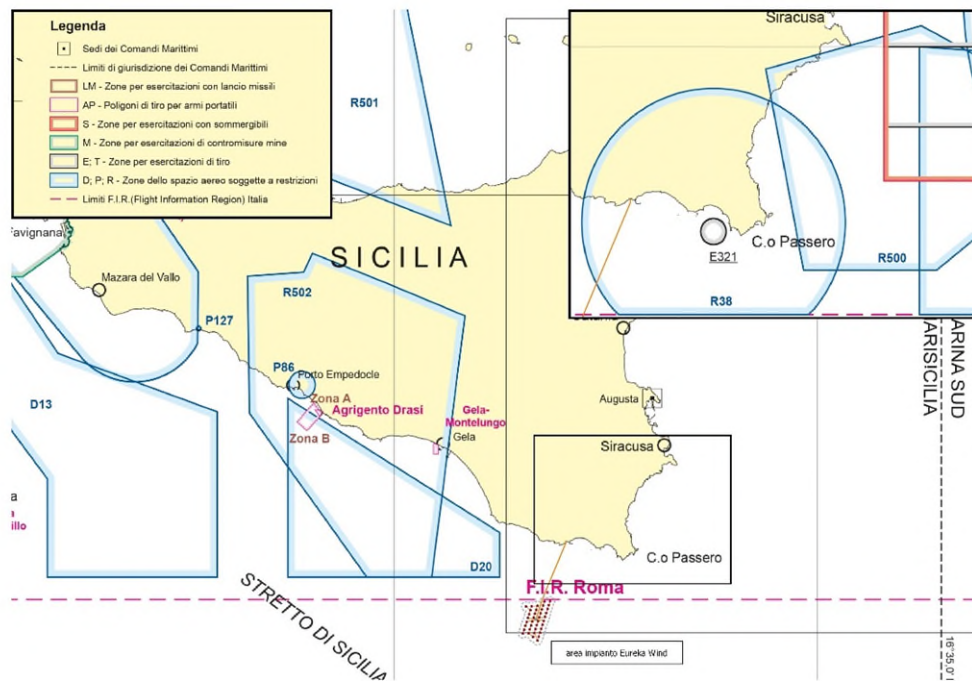 Legenda
Sedi dei Comandi Marittimi
Limiti di giurisdizione dei Comandi Marittimi
LM - Zone per esercitazioni con lancio missili
AP - Poligoni di tiro per armi portatili
S - Zone per esercitazioni con sommergibili
M - Zone per esercitazioni di contromisure mine
E; T - Zone per esercitazioni di tiro
D; P; R - Zone dello spazio aereo soggette a restrizioni
Limiti F.I.R.(Flight Information Region) Italia
R501
Siracusa
C.o Passero
E321
R500
R38
Favignana
Mazara del Vallo
SICILIA
R502
P127
P86
Porto Empedocle
Zona A
Agrigento Drasi
Zona B
Gela-
Montelungo
Gela
D13
Augusta
Siracusa
C.o Passero
D20
F.I.R. Roma
STRETTO DI SICILIA
area impianto Eureka Wind
ARISICILIA
ARINA SUD
16°35,0'